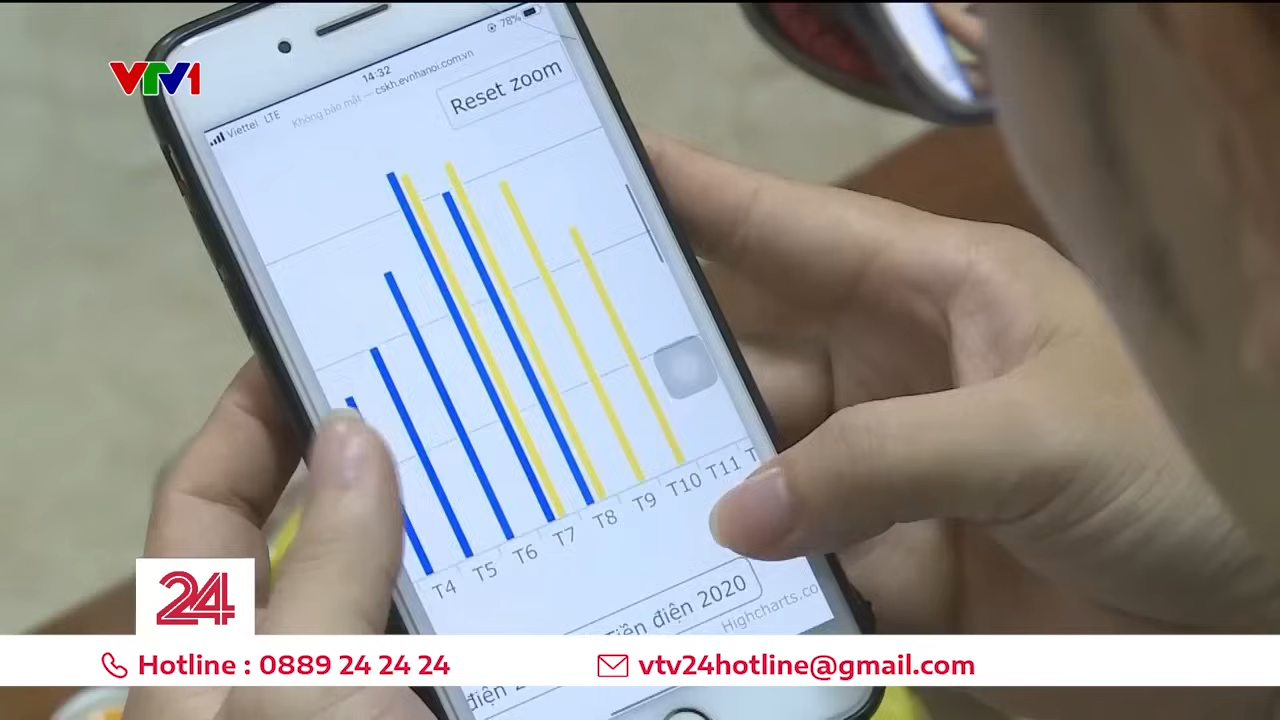 VTV1
Viettel LTE
14:32
78%
Không bảo mật — cskh.evnhanoi.com.vn
Reset zoom
T4 T5 T6 T7 T8 T9 T10 T11
Tiền điện 2020
Highcharts.co
điện
24
Hotline : 0889 24 24 24
vtv24hotline@gmail.com